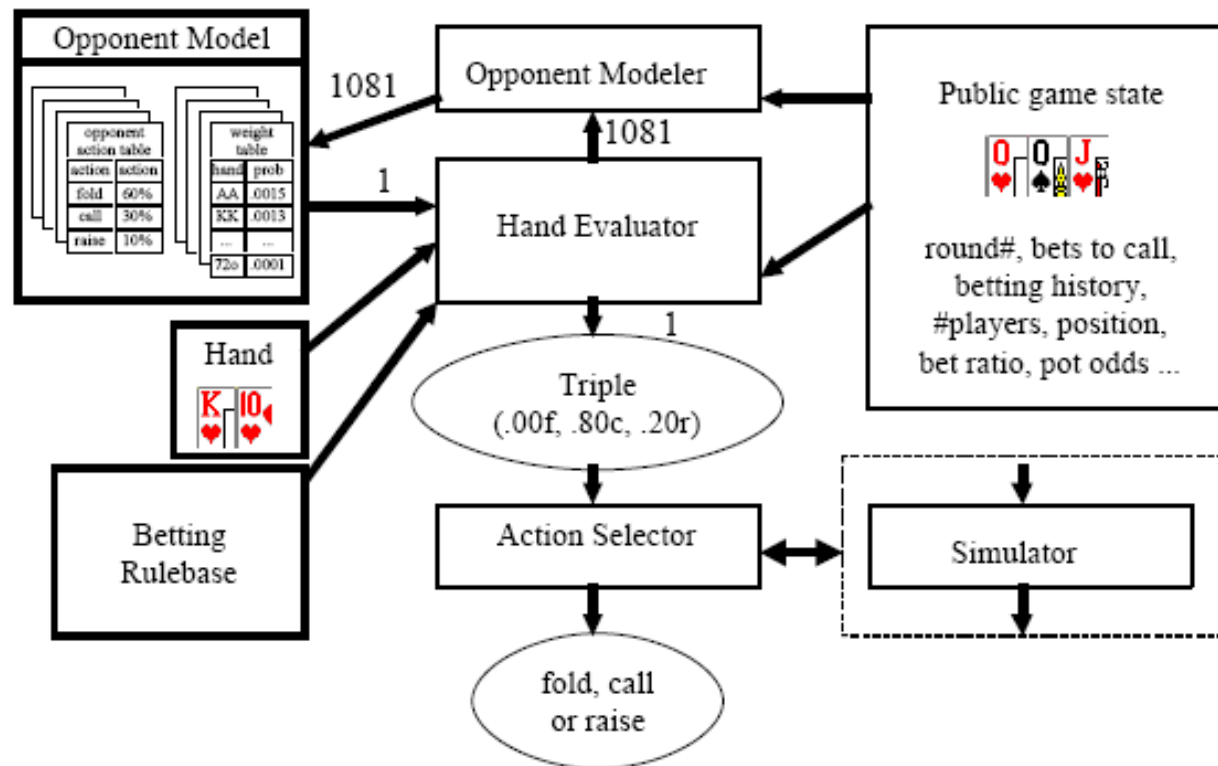 Opponent Model
opponent
action table
action action
fold 60%
call 30%
raise 10%
weight
table
hand prob
AA .0015
KK .0013
... ...
72o .0001
1081
Opponent Modeler
1081
1
Hand Evaluator
1
Public game state
Q Q J
round#, bets to call,
betting history,
#players, position,
bet ratio, pot odds ...
Hand
K 10
Triple
(.00f, .80c, .20r)
Betting
Rulebase
Action Selector
Simulator
fold, call
or raise